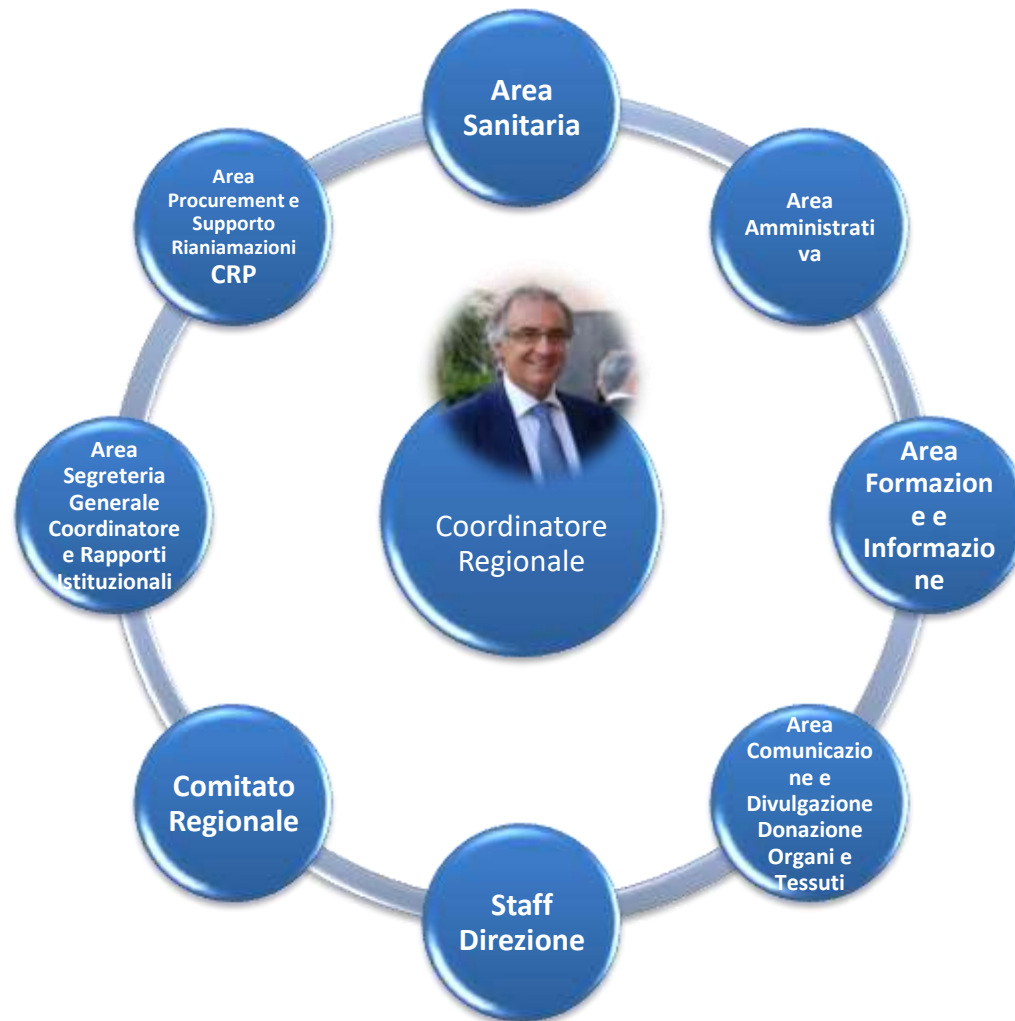 Area
Sanitaria
Area
Amministrati
va
Area
Formazion
e e
Informazio
ne
Area
Comunicazio
ne e
Divulgazione
Donazione
Organi e
Tessuti
Staff
Direzione
Comitato
Regionale
Area
Segreteria
Generale
Coordinatore
e Rapporti
Istituzionali
Area
Procurement e
Supporto
Rianiamazioni
CRP
Coordinatore
Regionale